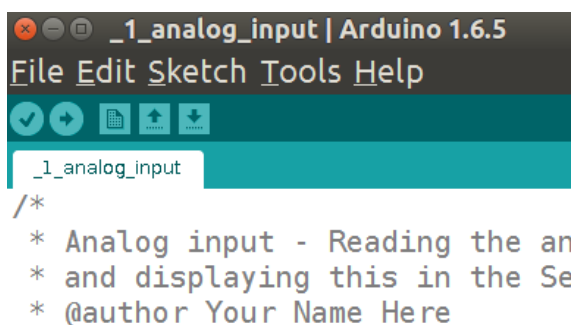 _1_analog_input | Arduino 1.6.5
File Edit Sketch Tools Help
_1_analog_input
/*
* Analog input - Reading the an
* and displaying this in the Se
* @author Your Name Here